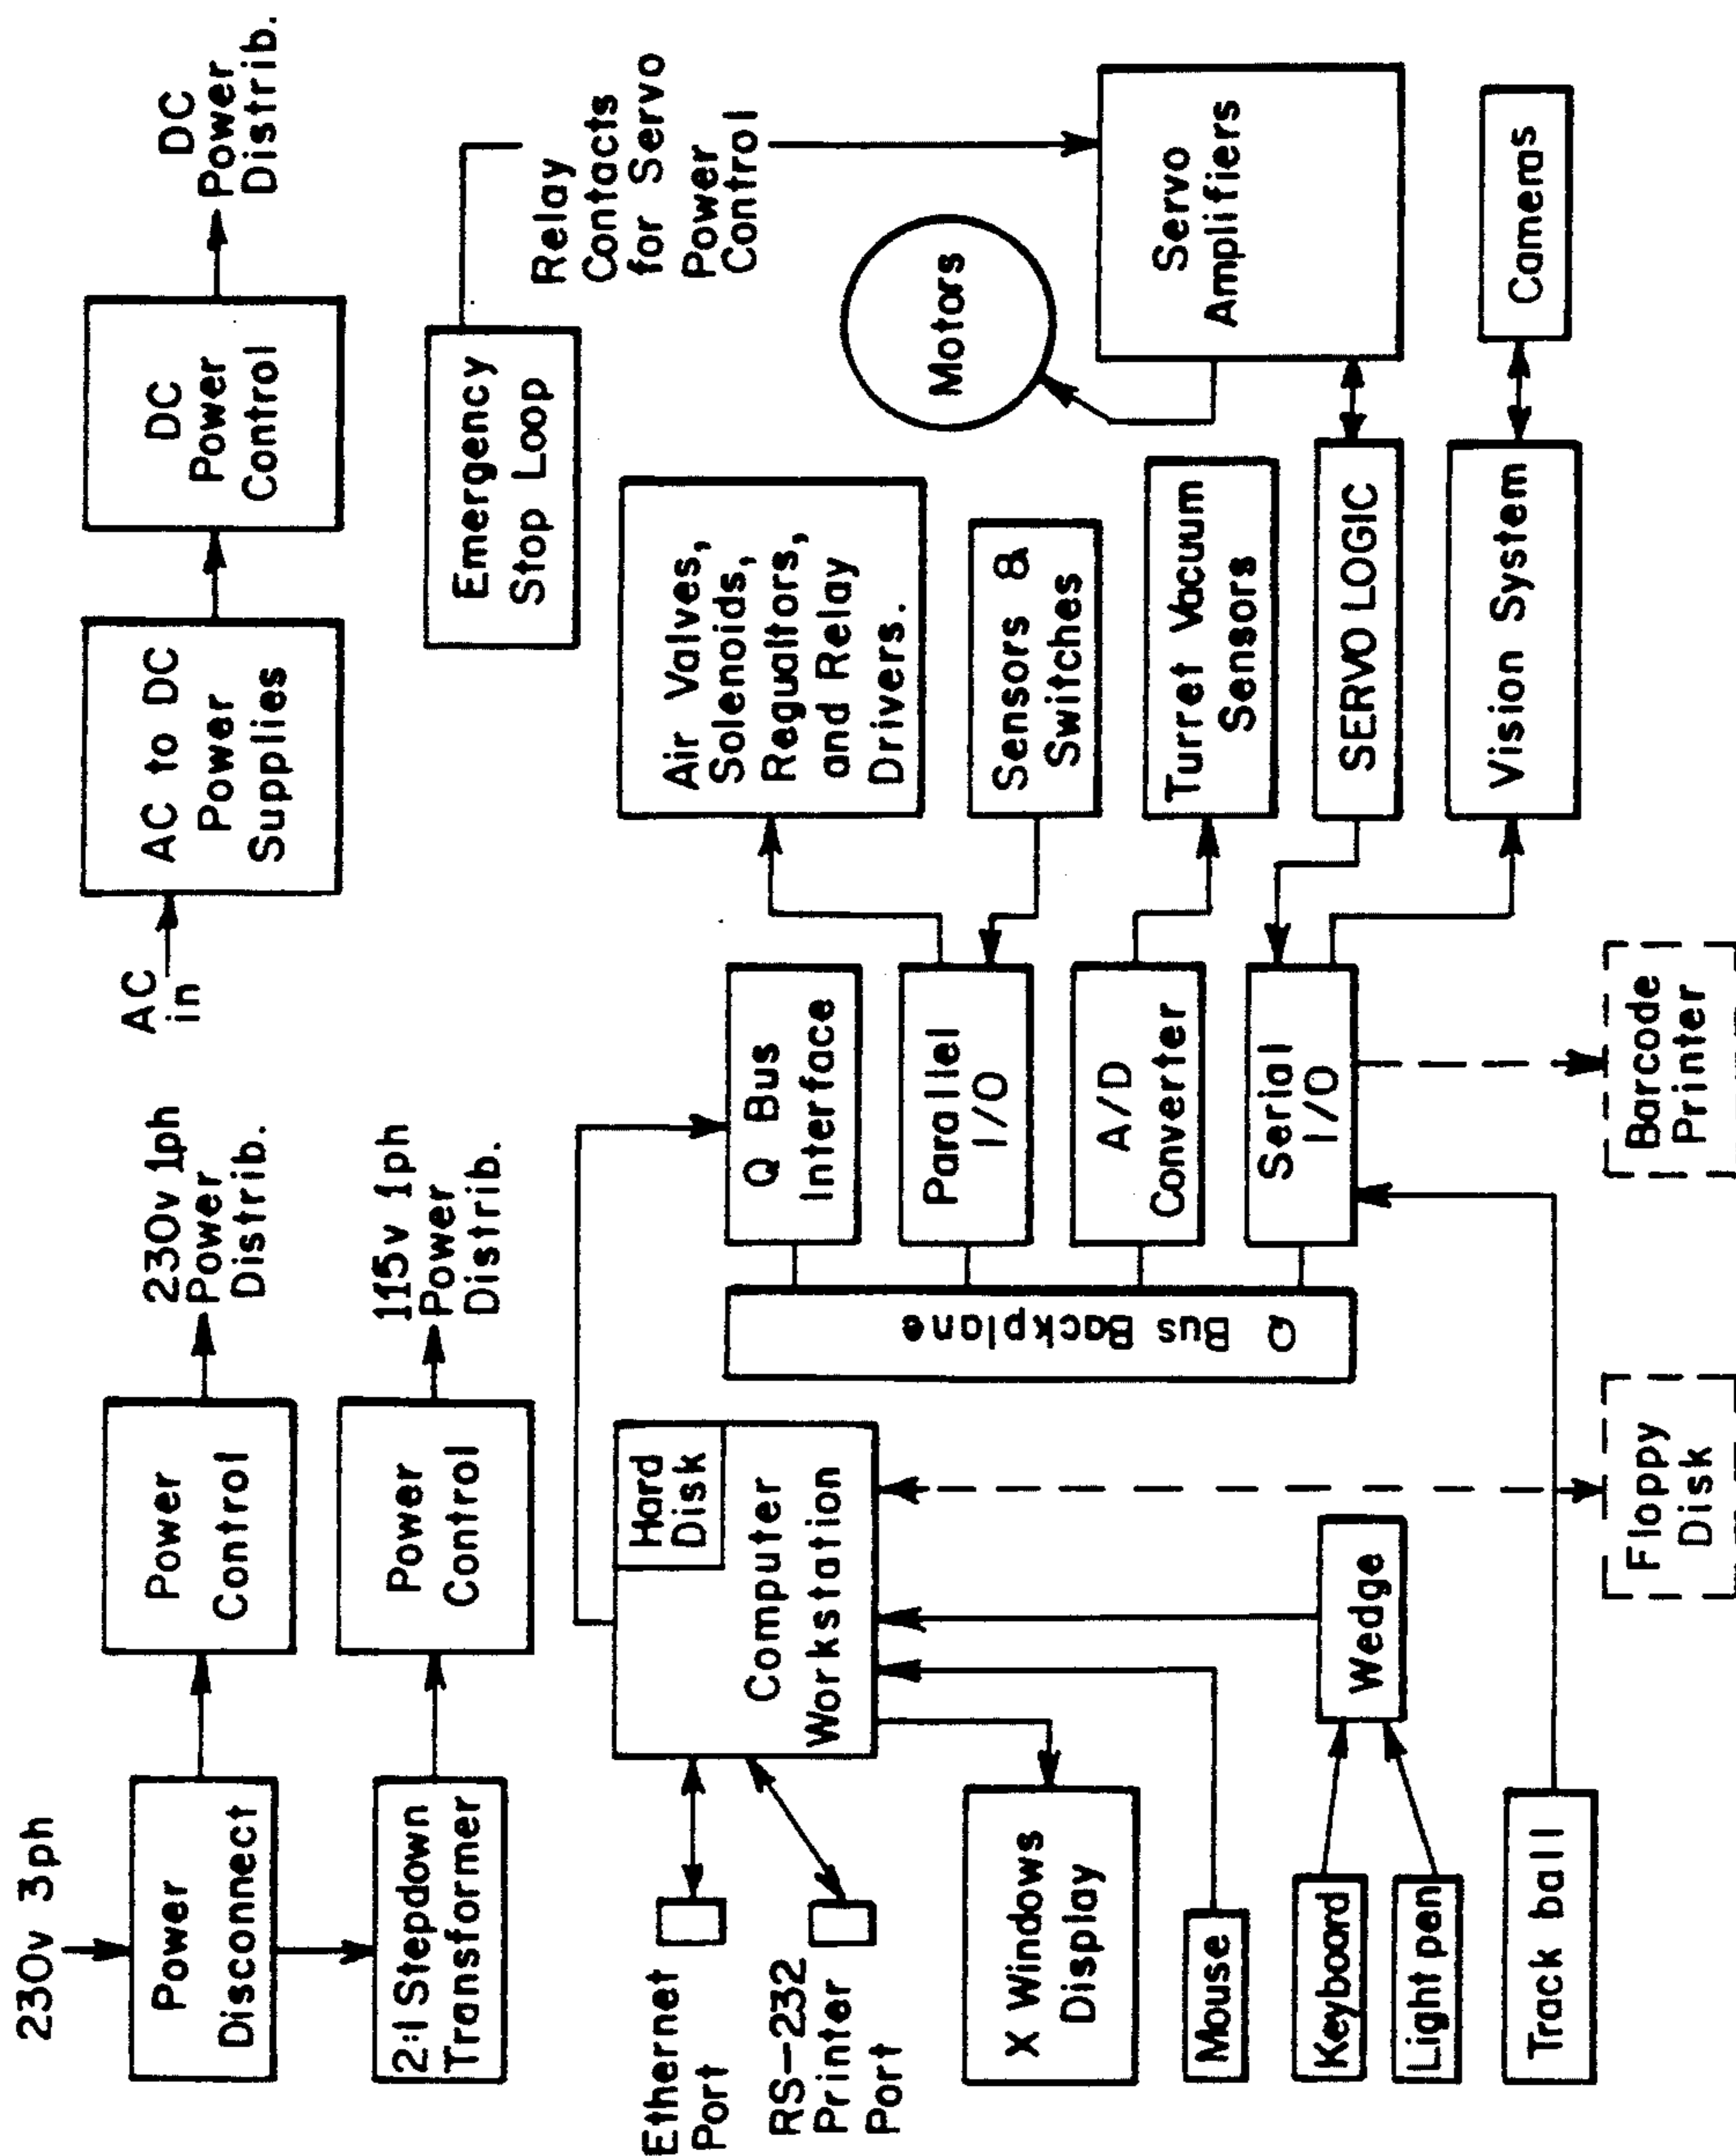 230v 3ph
Power
Disconnect
Power
Control
230v 1ph
Power
Distrib.
2:1 Stepdown
Transformer
Power
Control
115v 1ph
Power
Distrib.
AC
in
AC to DC
Power
Supplies
DC
Power
Control
DC
Power
Distrib.
Emergency
Stop Loop
Relay
Contacts
for Servo
Power
Control
Ethernet
Port
RS-232
Printer
Port
Hard
Disk
Computer
Workstation
X Windows
Display
Mouse
Keyboard
Light pen
Wedge
Track ball
Floppy
Disk
Q Bus Backplane
Q Bus
Interface
Parallel
I/O
A/D
Converter
Serial
I/O
Barcode
Printer
Air Valves,
Solenoids,
Regualtors,
and Relay
Drivers.
Sensors &
Switches
Turret Vacuum
Sensors
SERVO LOGIC
Vision System
Motors
Servo
Amplifiers
Cameras